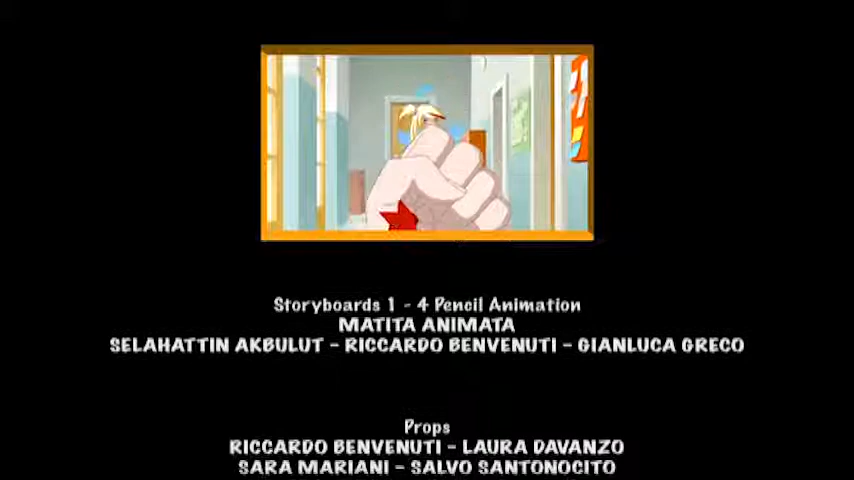 Storyboards 1 - 4 Pencil Animation
MATITA ANIMATA
SELAHATTIN AKBULUT - RICCARDO BENVENUTI - GIANLUCA GRECO
Props
RICCARDO BENVENUTI - LAURA DAVANZO
SARA MARIANI - SALVO SANTONOCITO